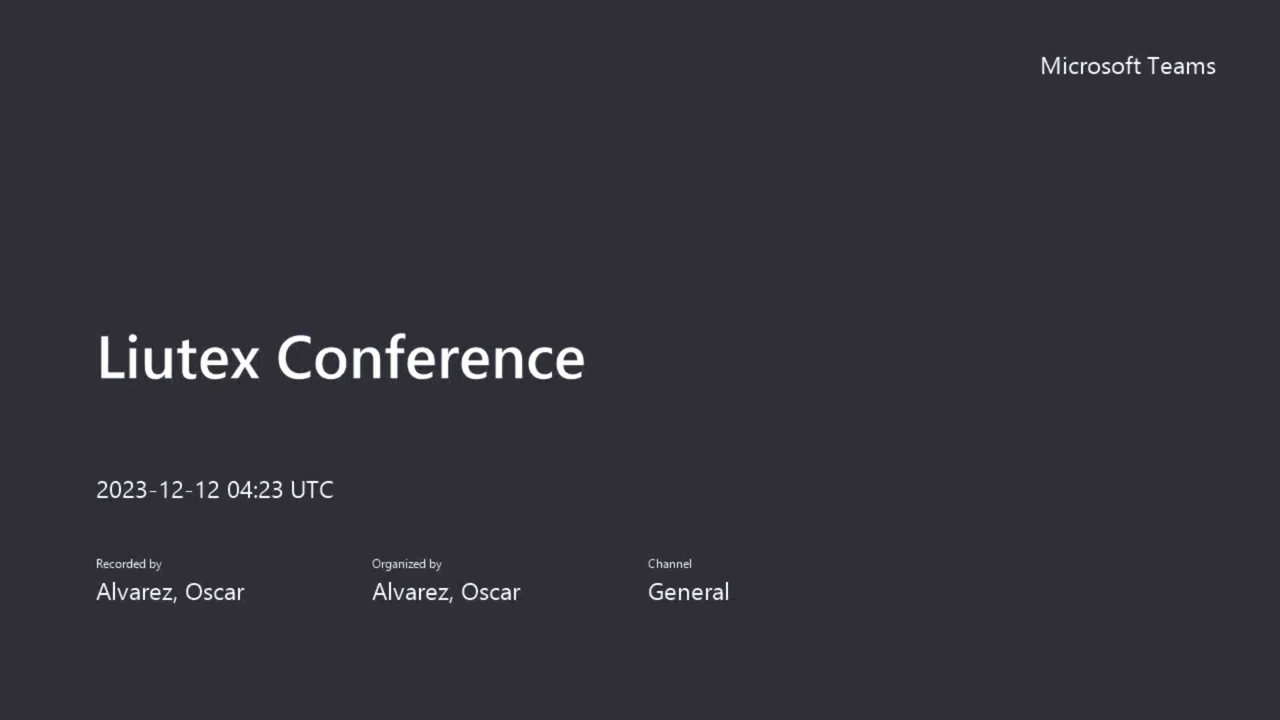 Microsoft Teams
Liutex Conference
2023-12-12 04:23 UTC
Recorded by
Alvarez, Oscar
Organized by
Alvarez, Oscar
Channel
General